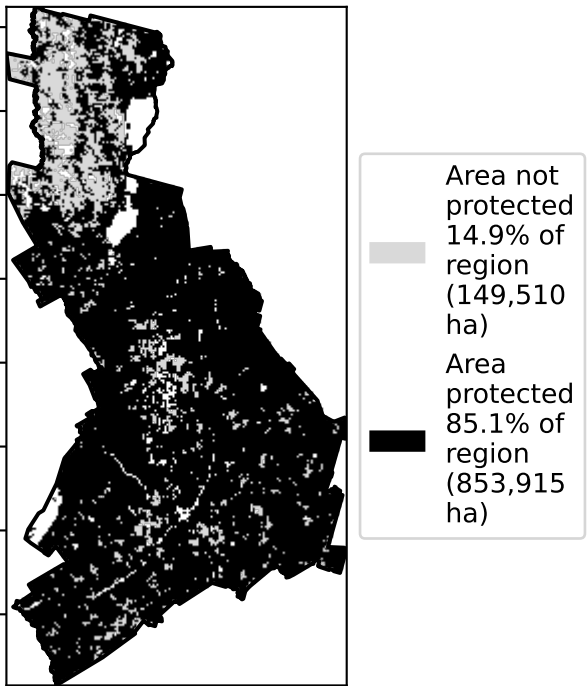 Area not
protected
14.9% of
region
(149,510
ha)
Area
protected
85.1% of
region
(853,915
ha)